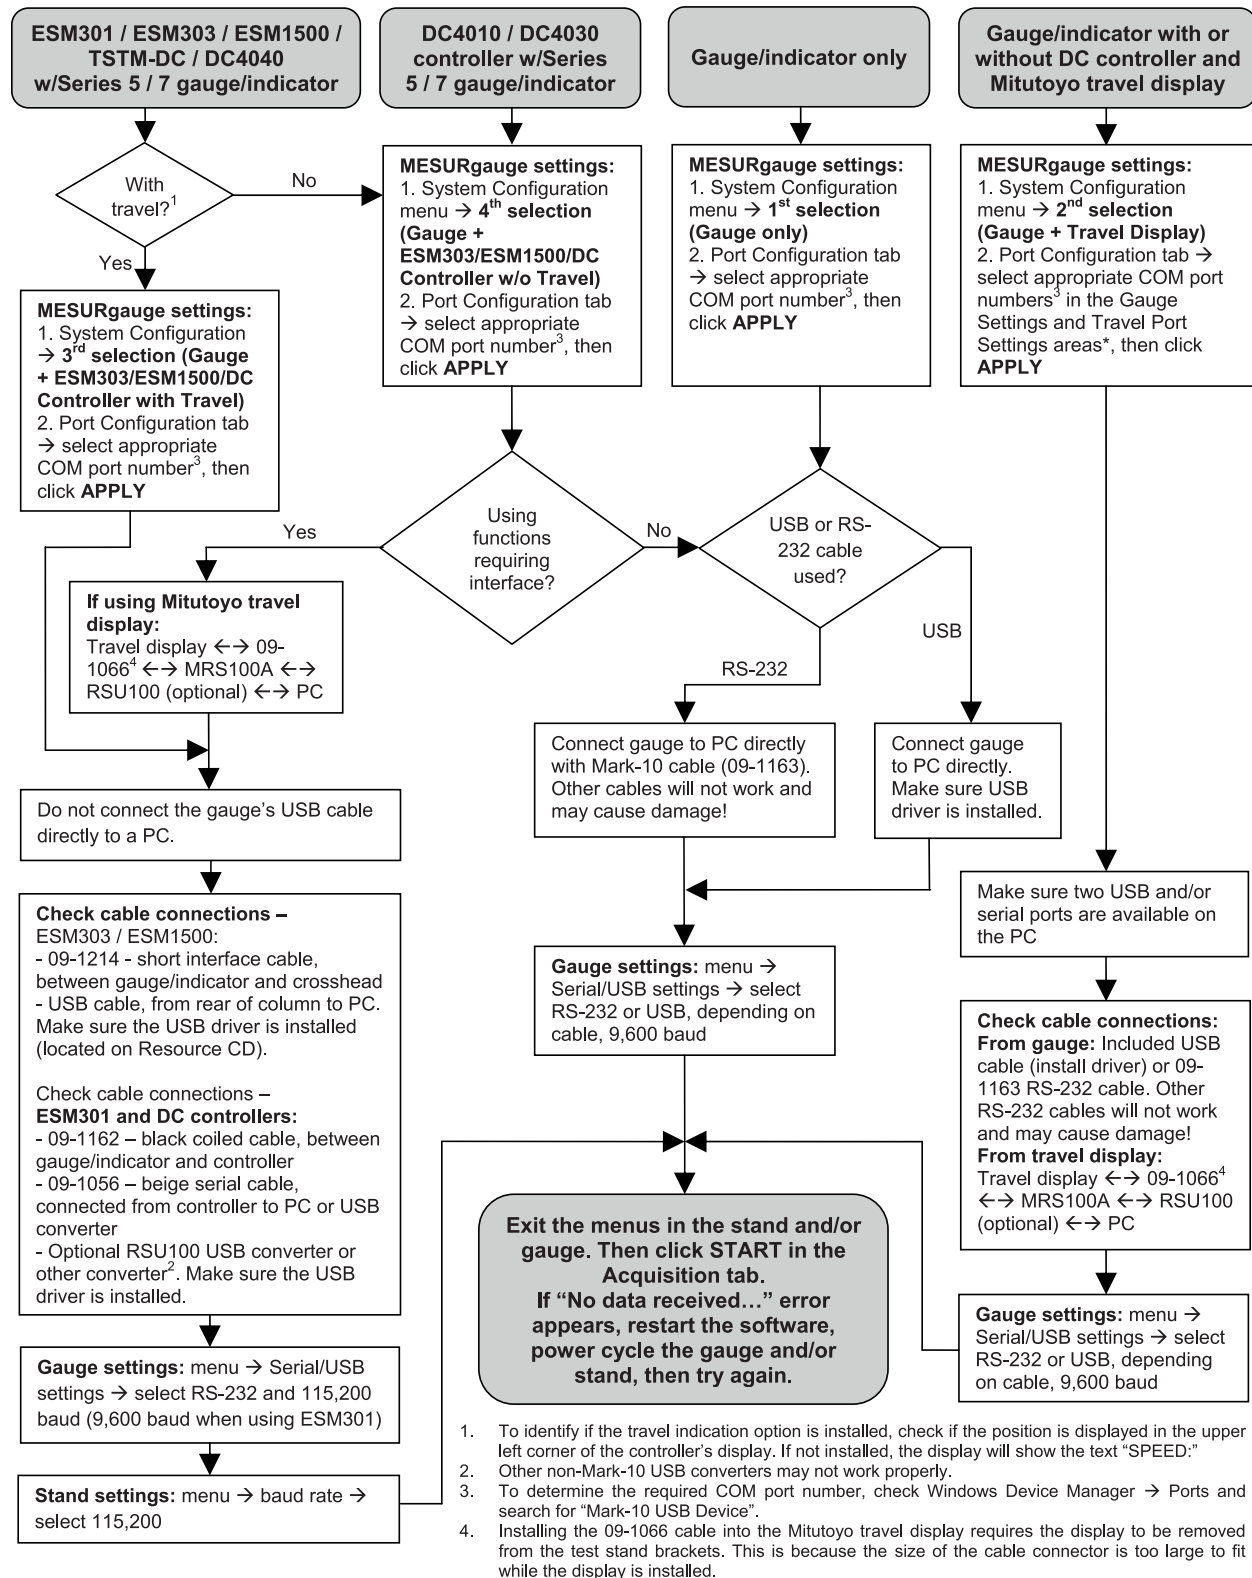 ESM301 / ESM303 / ESM1500 /
TSTM-DC / DC4040
w/Series 5 / 7 gauge/indicator
DC4010 / DC4030
controller w/Series
5 / 7 gauge/indicator
Gauge/indicator only
Gauge/indicator with or
without DC controller and
Mitutoyo travel display
With
travel?1
No
Yes
MESURgauge settings:
1. System Configuration
menu → 4th selection
(Gauge +
ESM303/ESM1500/DC
Controller w/o Travel)
2. Port Configuration tab
→ select appropriate
COM port number3, then
click APPLY
MESURgauge settings:
1. System Configuration
menu → 1st selection
(Gauge only)
2. Port Configuration tab
→ select appropriate
COM port number3, then
click APPLY
MESURgauge settings:
1. System Configuration
menu → 2nd selection
(Gauge + Travel Display)
2. Port Configuration tab →
select appropriate COM port
numbers3 in the Gauge
Settings and Travel Port
Settings areas*, then click
APPLY
MESURgauge settings:
1. System Configuration
→ 3rd selection (Gauge
+ ESM303/ESM1500/DC
Controller with Travel)
2. Port Configuration tab
→ select appropriate
COM port number3, then
click APPLY
Using
functions
requiring
interface?
Yes
No
USB or RS-
232 cable
used?
USB
RS-232
If using Mitutoyo travel
display:
Travel display ←→ 09-
10664 ←→ MRS100A ←→
RSU100 (optional) ←→ PC
Connect gauge to PC directly
with Mark-10 cable (09-1163).
Other cables will not work and
may cause damage!
Connect gauge
to PC directly.
Make sure USB
driver is installed.
Do not connect the gauge's USB cable
directly to a PC.
Make sure two USB and/or
serial ports are available on
the PC
Check cable connections –
ESM303 / ESM1500:
- 09-1214 - short interface cable,
between gauge/indicator and crosshead
- USB cable, from rear of column to PC.
Make sure the USB driver is installed
(located on Resource CD).
Check cable connections –
ESM301 and DC controllers:
- 09-1162 – black coiled cable, between
gauge/indicator and controller
- 09-1056 – beige serial cable,
connected from controller to PC or USB
converter
- Optional RSU100 USB converter or
other converter2. Make sure the USB
driver is installed.
Gauge settings: menu →
Serial/USB settings → select
RS-232 or USB, depending on
cable, 9,600 baud
Check cable connections:
From gauge: Included USB
cable (install driver) or 09-
1163 RS-232 cable. Other
RS-232 cables will not work
and may cause damage!
From travel display:
Travel display ←→ 09-10664
←→ MRS100A ←→ RSU100
(optional) ←→ PC
Exit the menus in the stand and/or
gauge. Then click START in the
Acquisition tab.
If “No data received…” error
appears, restart the software,
power cycle the gauge and/or
stand, then try again.
Gauge settings: menu → Serial/USB
settings → select RS-232 and 115,200
baud (9,600 baud when using ESM301)
Gauge settings: menu →
Serial/USB settings → select
RS-232 or USB, depending
on cable, 9,600 baud
Stand settings: menu → baud rate →
select 115,200
1. To identify if the travel indication option is installed, check if the position is displayed in the upper
left corner of the controller's display. If not installed, the display will show the text “SPEED:”
2. Other non-Mark-10 USB converters may not work properly.
3. To determine the required COM port number, check Windows Device Manager → Ports and
search for “Mark-10 USB Device”.
4. Installing the 09-1066 cable into the Mitutoyo travel display requires the display to be removed
from the test stand brackets. This is because the size of the cable connector is too large to fit
while the display is installed.